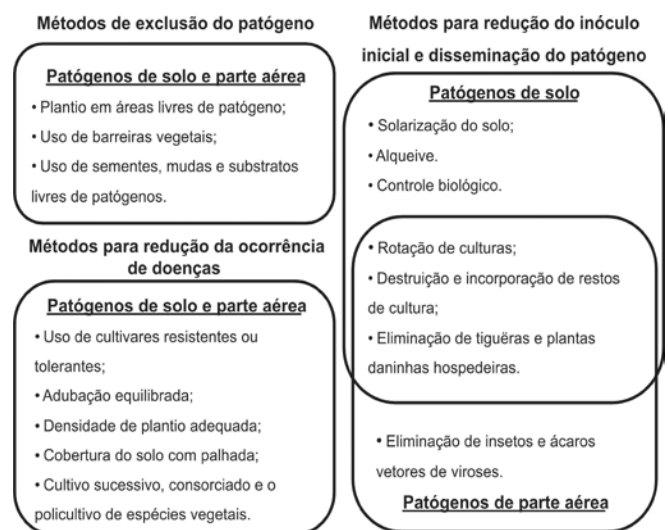 Métodos de exclusão do patógeno
Patógenos de solo e parte aérea
• Plantio em áreas livres de patógeno;
• Uso de barreiras vegetais;
• Uso de sementes, mudas e substratos
livres de patógenos.
Métodos para redução da ocorrência
de doenças
Patógenos de solo e parte aérea
• Uso de cultivares resistentes ou
tolerantes;
• Adubação equilibrada;
• Densidade de plantio adequada;
• Cobertura do solo com palhada;
• Cultivo sucessivo, consorciado e o
policultivo de espécies vegetais.
Métodos para redução do inóculo
inicial e disseminação do patógeno
Patógenos de solo
• Solarização do solo;
• Alqueive.
• Controle biológico.
• Rotação de culturas;
• Destruição e incorporação de restos
de cultura;
• Eliminação de tiguëras e plantas
daninhas hospedeiras.
• Eliminação de insetos e ácaros
vetores de viroses.
Patógenos de parte aérea